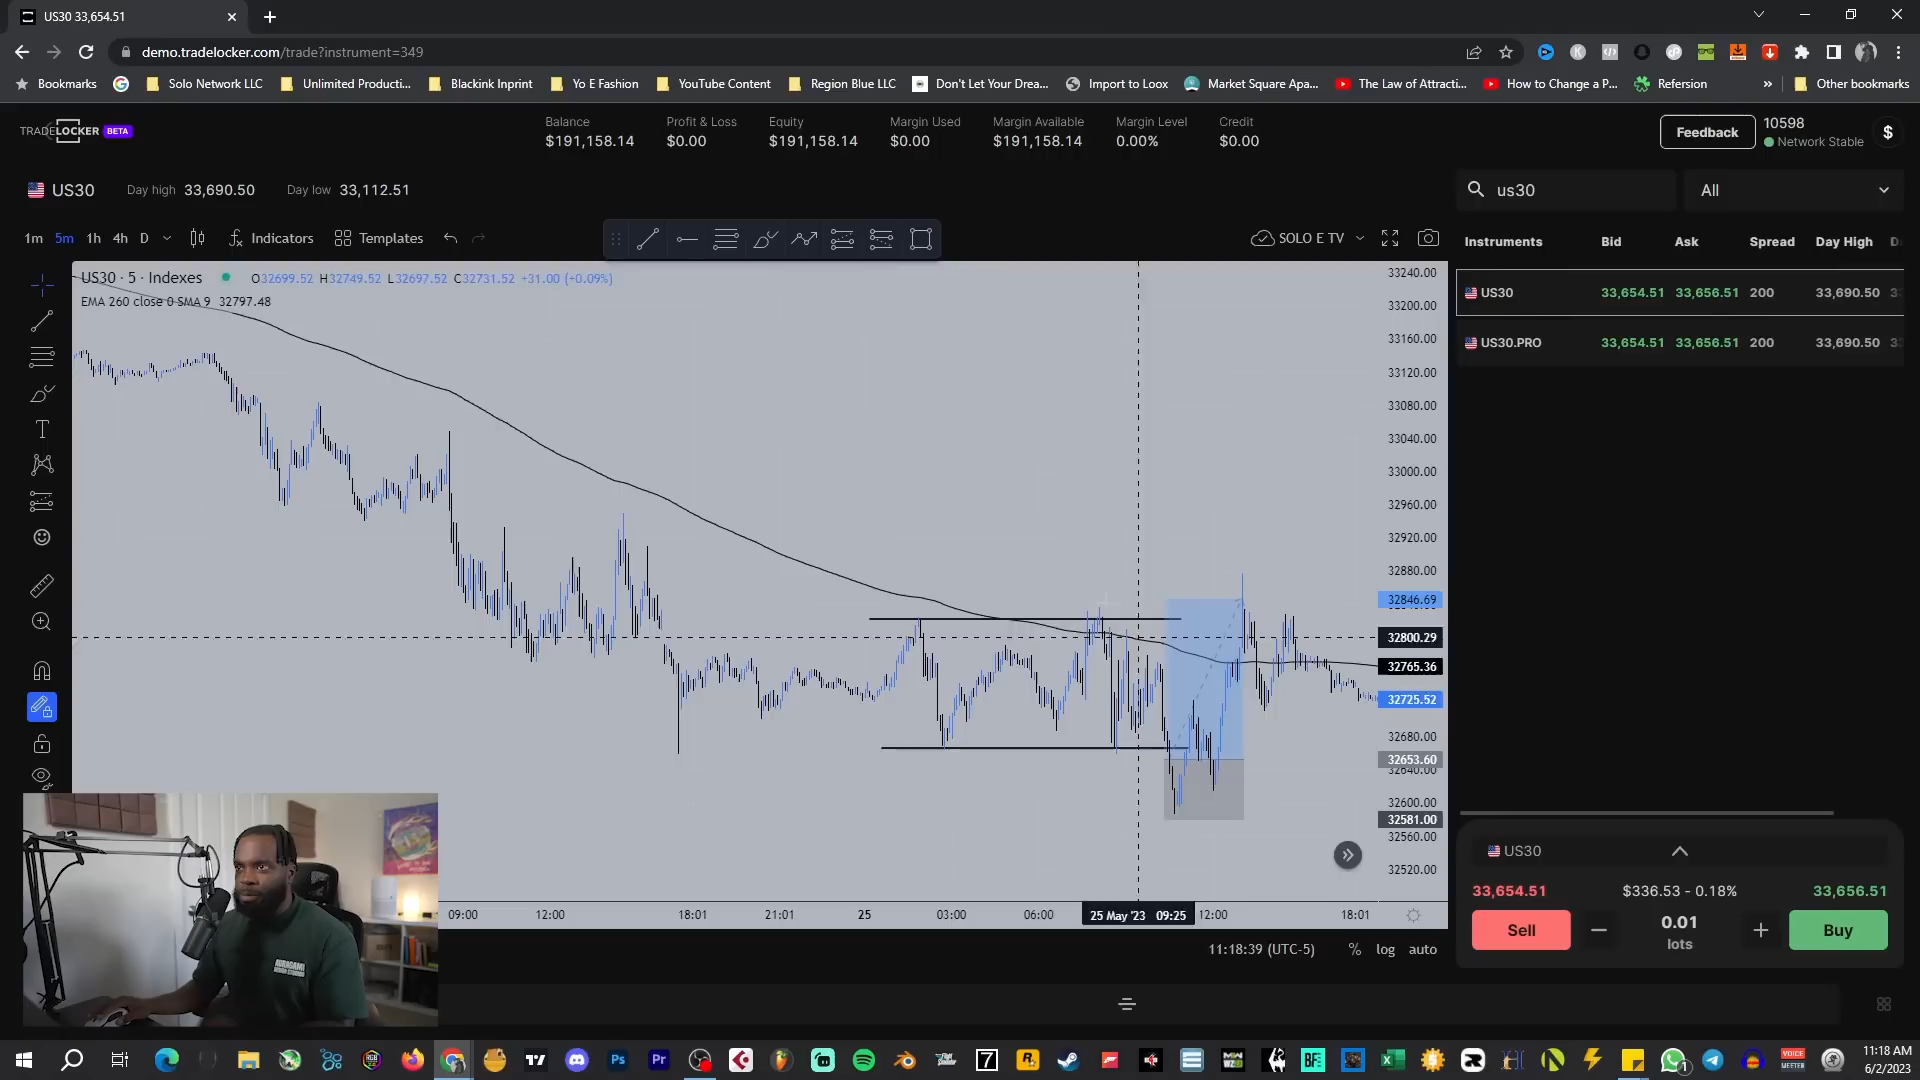 US30 33,654.51
demo.tradelocker.com/trade?instrument=349
Bookmarks
Solo Network LLC
Unlimited Producti...
Blackink Inprint
Yo E Fashion
YouTube Content
Region Blue LLC
Don't Let Your Drea...
Import to Loox
Market Square Apa...
The Law of Attracti...
How to Change a P...
Refersion
Other bookmarks
TRADELOCKER BETA
Balance
$191,158.14
Profit & Loss
$0.00
Equity
$191,158.14
Margin Used
$0.00
Margin Available
$191,158.14
Margin Level
0.00%
Credit
$0.00
Feedback
10598
Network Stable
$
US30 Day high 33,690.50 Day low 33,112.51
us30
All
1m 5m 1h 4h D Indicators Templates
SOLO E TV
Instruments Bid Ask Spread Day High
US30 33,654.51 33,656.51 200 33,690.50
US30.PRO 33,654.51 33,656.51 200 33,690.50
US30 · 5 · Indexes O32699.52 H32749.52 L32697.52 C32731.52 +31.00 (+0.09%)
EMA 260 close 0 SMA 9 32797.48
33240.00
33200.00
33160.00
33120.00
33080.00
33040.00
33000.00
32960.00
32920.00
32880.00
32846.69
32800.29
32765.36
32725.52
32680.00
32653.60
32640.00
32600.00
32581.00
32560.00
32520.00
09:00 12:00 18:01 21:01 25 03:00 06:00 25 May '23 09:25 12:00 18:01
11:18:39 (UTC-5) % log auto
US30
33,654.51 $336.53 - 0.18% 33,656.51
Sell
0.01
lots
Buy
11:18 AM
6/2/2023